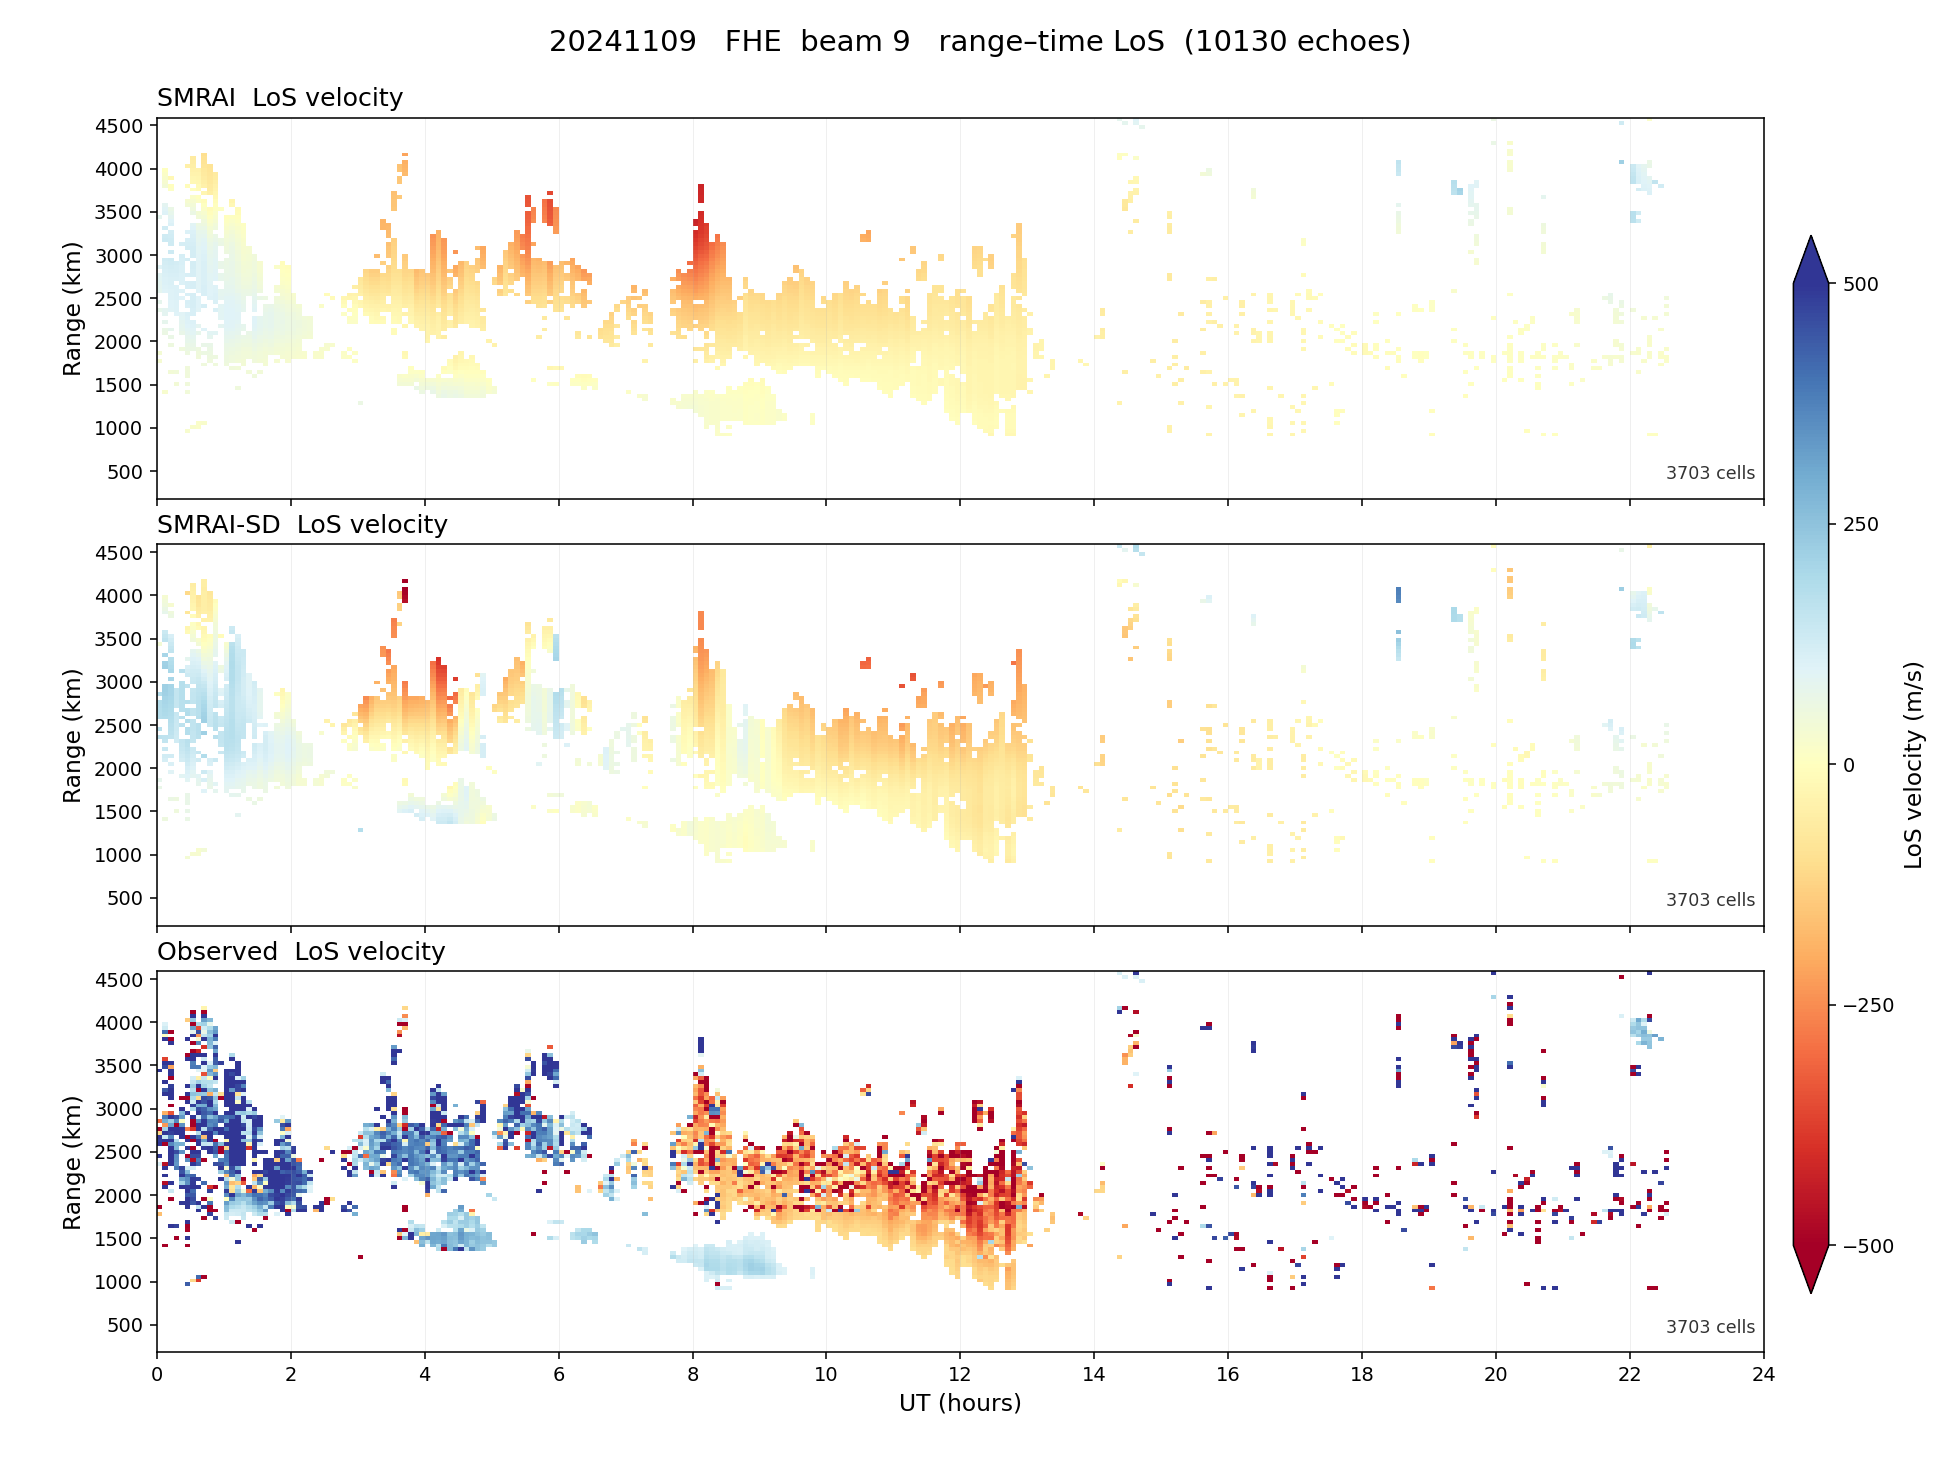 20241109   FHE  beam 9   range–time LoS  (10130 echoes)
SMRAI  LoS velocity
4500
4000
3500
3000
2500
2000
1500
1000
500
Range (km)
3703 cells
SMRAI-SD  LoS velocity
4500
4000
3500
3000
2500
2000
1500
1000
500
Range (km)
3703 cells
Observed  LoS velocity
4500
4000
3500
3000
2500
2000
1500
1000
500
Range (km)
3703 cells
0 2 4 6 8 10 12 14 16 18 20 22 24
UT (hours)
500
250
0
−250
−500
LoS velocity (m/s)